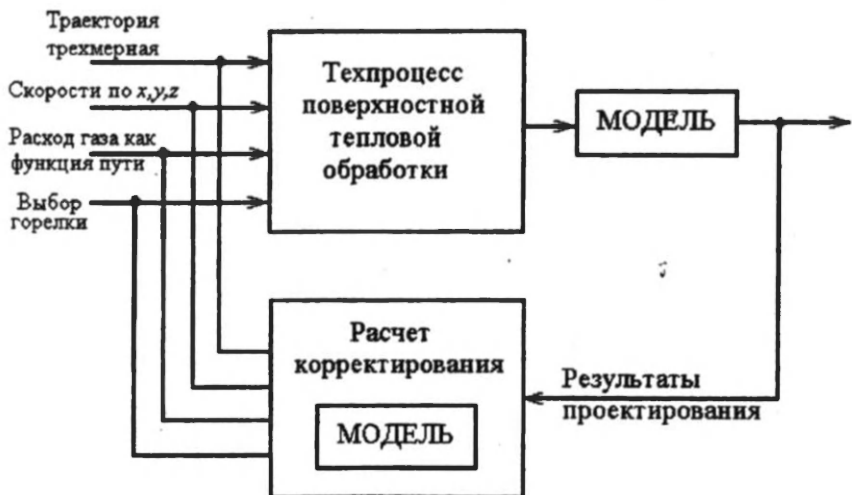 Траектория
трехмерная
Скорости по x,y,z
Расход газа как
функция пути
Выбор
горелки
Техпроцесс
поверхностной
тепловой
обработки
МОДЕЛЬ
Расчет
корректирования
МОДЕЛЬ
Результаты
проектирования